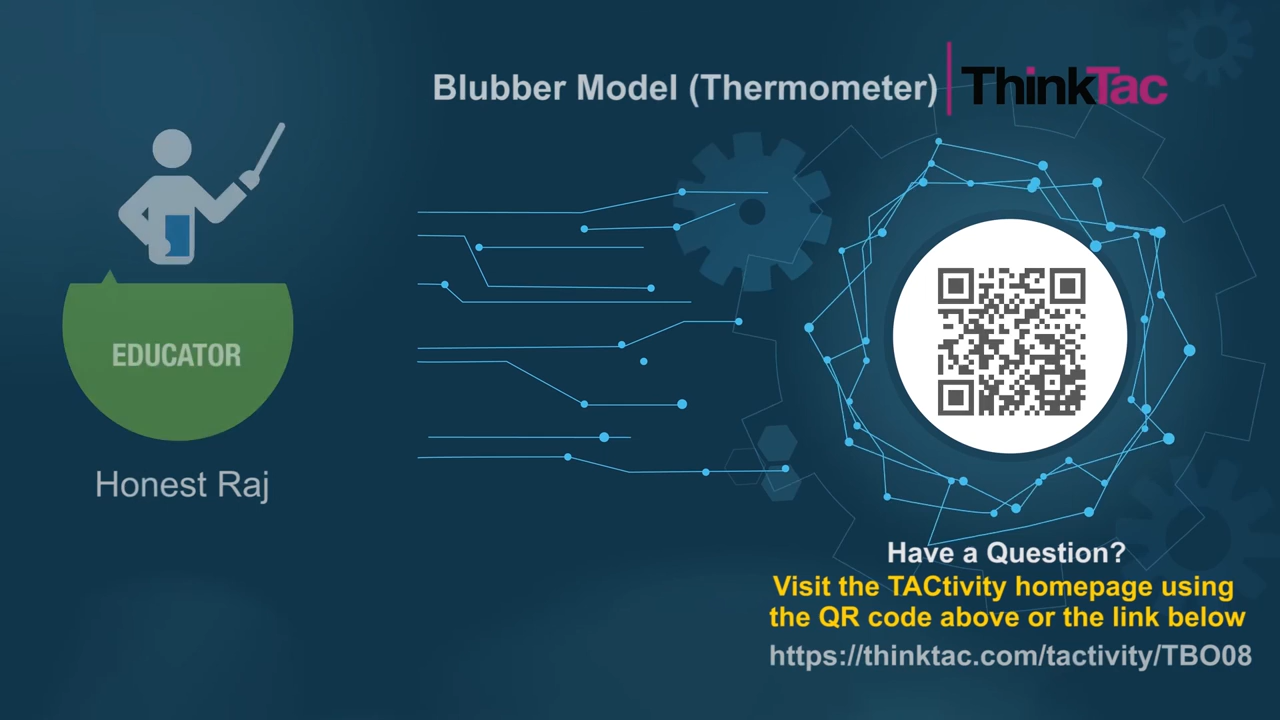 Blubber Model (Thermometer)
ThinkTac
EDUCATOR
Honest Raj
Have a Question?
Visit the TACtivity homepage using
the QR code above or the link below
https://thinktac.com/tactivity/TBO08